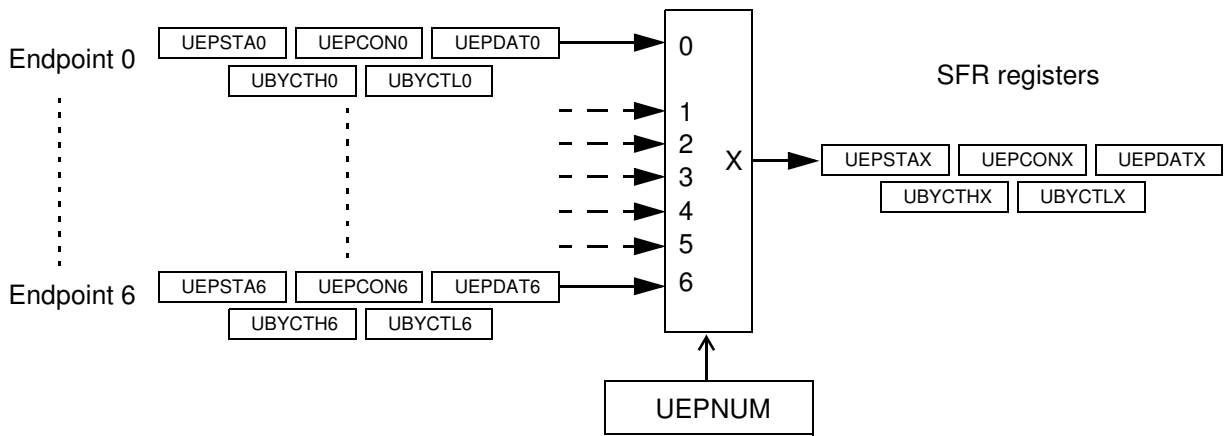 UEPSTA0 UEPCON0 UEPDAT0
Endpoint 0
0
UBYCTH0 UBYCTL0
SFR registers
1
2
3
X
UEPSTAX UEPCONX UEPDATX
UBYCTHX UBYCTLX
4
5
6
Endpoint 6
UEPSTA6 UEPCON6 UEPDAT6
UBYCTH6 UBYCTL6
UEPNUM